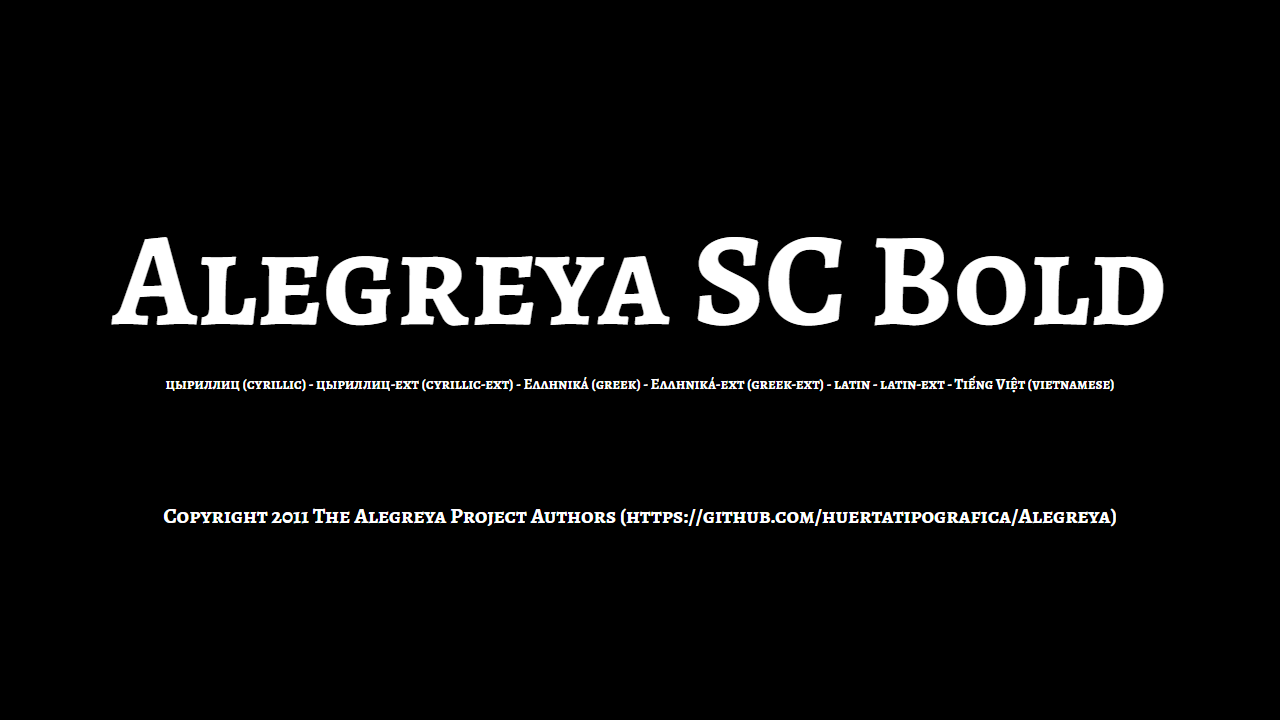 Alegreya SC Bold
цыриллиц (cyrillic) - цыриллиц-ext (cyrillic-ext) - Ελληνικά (greek) - Ελληνικά-ext (greek-ext) - latin - latin-ext - Tiếng Việt (vietnamese)
Copyright 2011 The Alegreya Project Authors (https://github.com/huertatipografica/Alegreya)